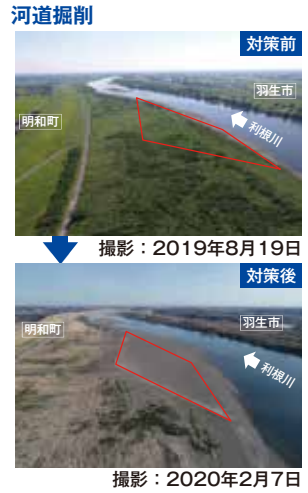 河道掘削
対策前
羽生市
明和町
利根川
撮影：2019年8月19日
対策後
羽生市
明和町
利根川
撮影：2020年2月7日